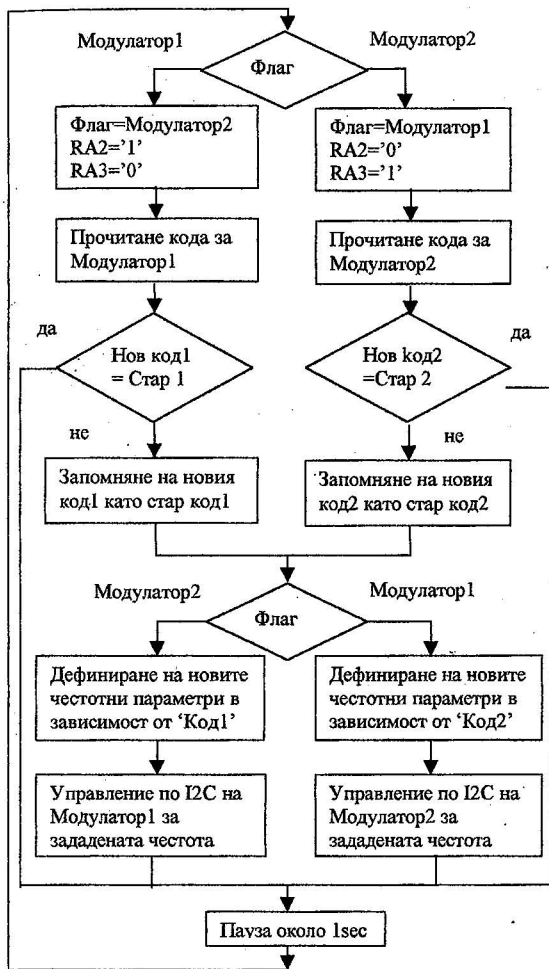 Модулатор1
Модулатор2
Флаг
Флаг=Модулатор2
RA2='1'
RA3='0'
Флаг=Модулатор1
RA2='0'
RA3='1'
Прочитане кода за
Модулатор1
Прочитане кода за
Модулатор2
да
Нов код1
= Стар 1
Нов код2
=Стар 2
да
не
не
Запомняне на новия
код1 като стар код1
Запомняне на новия
код2 като стар код2
Модулатор2
Модулатор1
Флаг
Дефиниране на новите
честотни параметри в
зависимост от 'Код1'
Дефиниране на новите
честотни параметри в
зависимост от 'Код2'
Управление по I2C на
Модулатор1 за
зададената честота
Управление по I2C на
Модулатор2 за
зададената честота
Пауза около 1sec